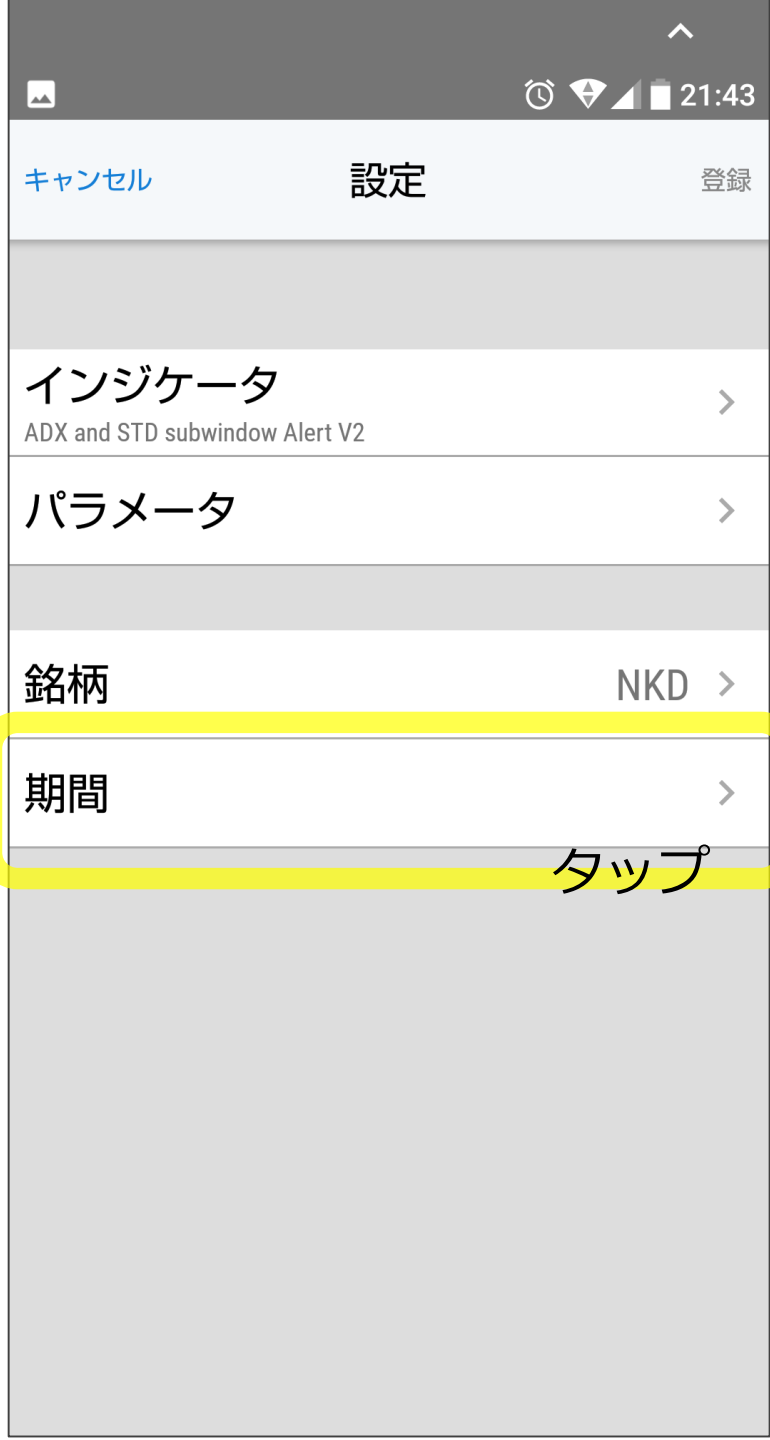 21:43
キャンセル 設定 登録
インジケータ
ADX and STD subwindow Alert V2
パラメータ
銘柄 NKD
期間
タップ